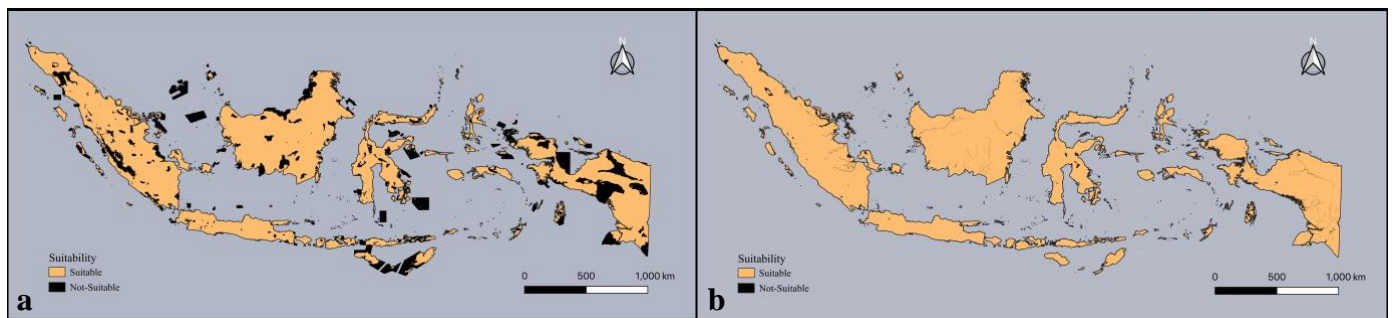 N
Suitability
Suitable
Not-Suitable
0 500 1,000 km
a
N
Suitability
Suitable
Not-Suitable
0 500 1,000 km
b